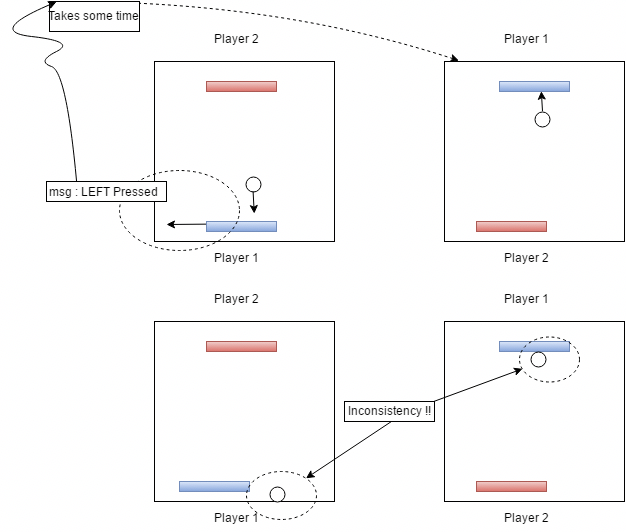 Takes some time
Player 2
Player 1
msg : LEFT Pressed
Player 1
Player 2
Player 2
Player 1
Inconsistency !!
Player 1
Player 2